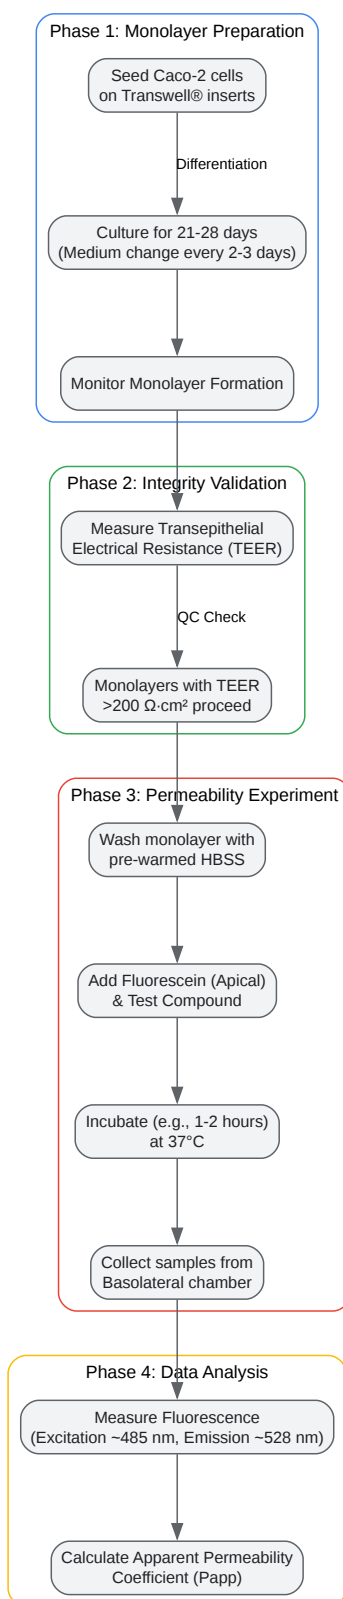 Phase 1: Monolayer Preparation
Seed Caco-2 cells
on Transwell® inserts
Differentiation
Culture for 21-28 days
(Medium change every 2-3 days)
Monitor Monolayer Formation
Phase 2: Integrity Validation
Measure Transepithelial
Electrical Resistance (TEER)
QC Check
Monolayers with TEER
>200 Ω·cm² proceed
Phase 3: Permeability Experiment
Wash monolayer with
pre-warmed HBSS
Add Fluorescein (Apical)
& Test Compound
Incubate (e.g., 1-2 hours)
at 37°C
Collect samples from
Basolateral chamber
Phase 4: Data Analysis
Measure Fluorescence
(Excitation ~485 nm, Emission ~528 nm)
Calculate Apparent Permeability
Coefficient (Papp)